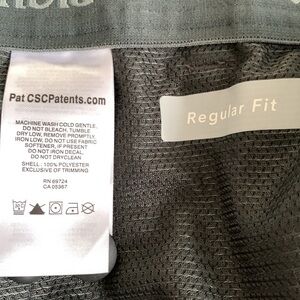 Pat CSCPatents.com
MACHINE WASH COLD GENTLE,
DO NOT BLEACH, TUMBLE
DRY LOW, REMOVE PROMPTLY,
IRON LOW, DO NOT USE FABRIC
SOFTENER, IF PRESENT
DO NOT IRON DECAL
DO NOT DRYCLEAN
SHELL : 100% POLYESTER
EXCLUSIVE OF TRIMMING
RN 69724
CA 05367
Regular Fit